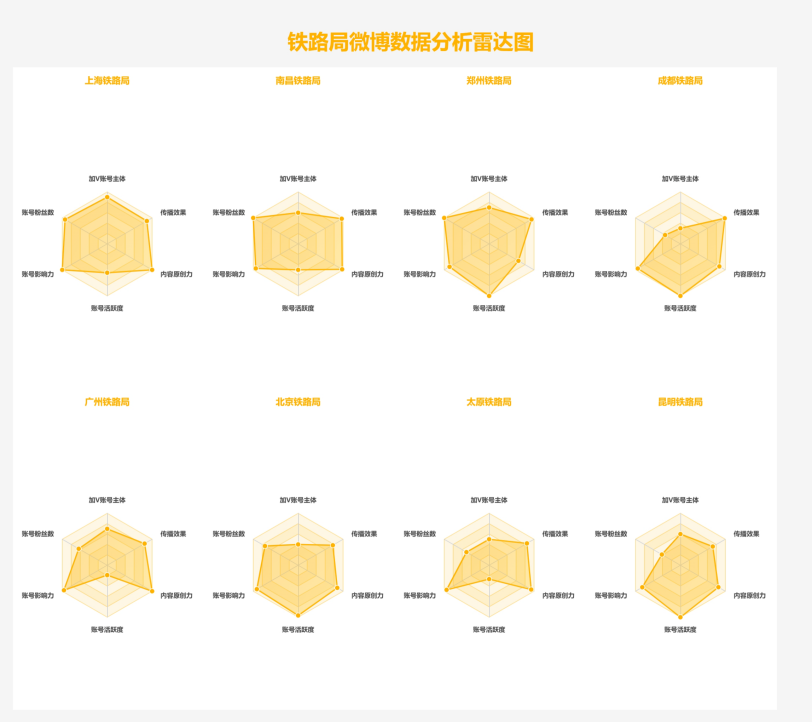 铁路局微博数据分析雷达图
上海铁路局
南昌铁路局
郑州铁路局
成都铁路局
加V账号主体
加V账号主体
加V账号主体
加V账号主体
账号粉丝数
传播效果
账号粉丝数
传播效果
账号粉丝数
传播效果
账号粉丝数
传播效果
账号影响力
内容原创力
账号影响力
内容原创力
账号影响力
内容原创力
账号影响力
内容原创力
账号活跃度
账号活跃度
账号活跃度
账号活跃度
广州铁路局
北京铁路局
太原铁路局
昆明铁路局
加V账号主体
加V账号主体
加V账号主体
加V账号主体
账号粉丝数
传播效果
账号粉丝数
传播效果
账号粉丝数
传播效果
账号粉丝数
传播效果
账号影响力
内容原创力
账号影响力
内容原创力
账号影响力
内容原创力
账号影响力
内容原创力
账号活跃度
账号活跃度
账号活跃度
账号活跃度